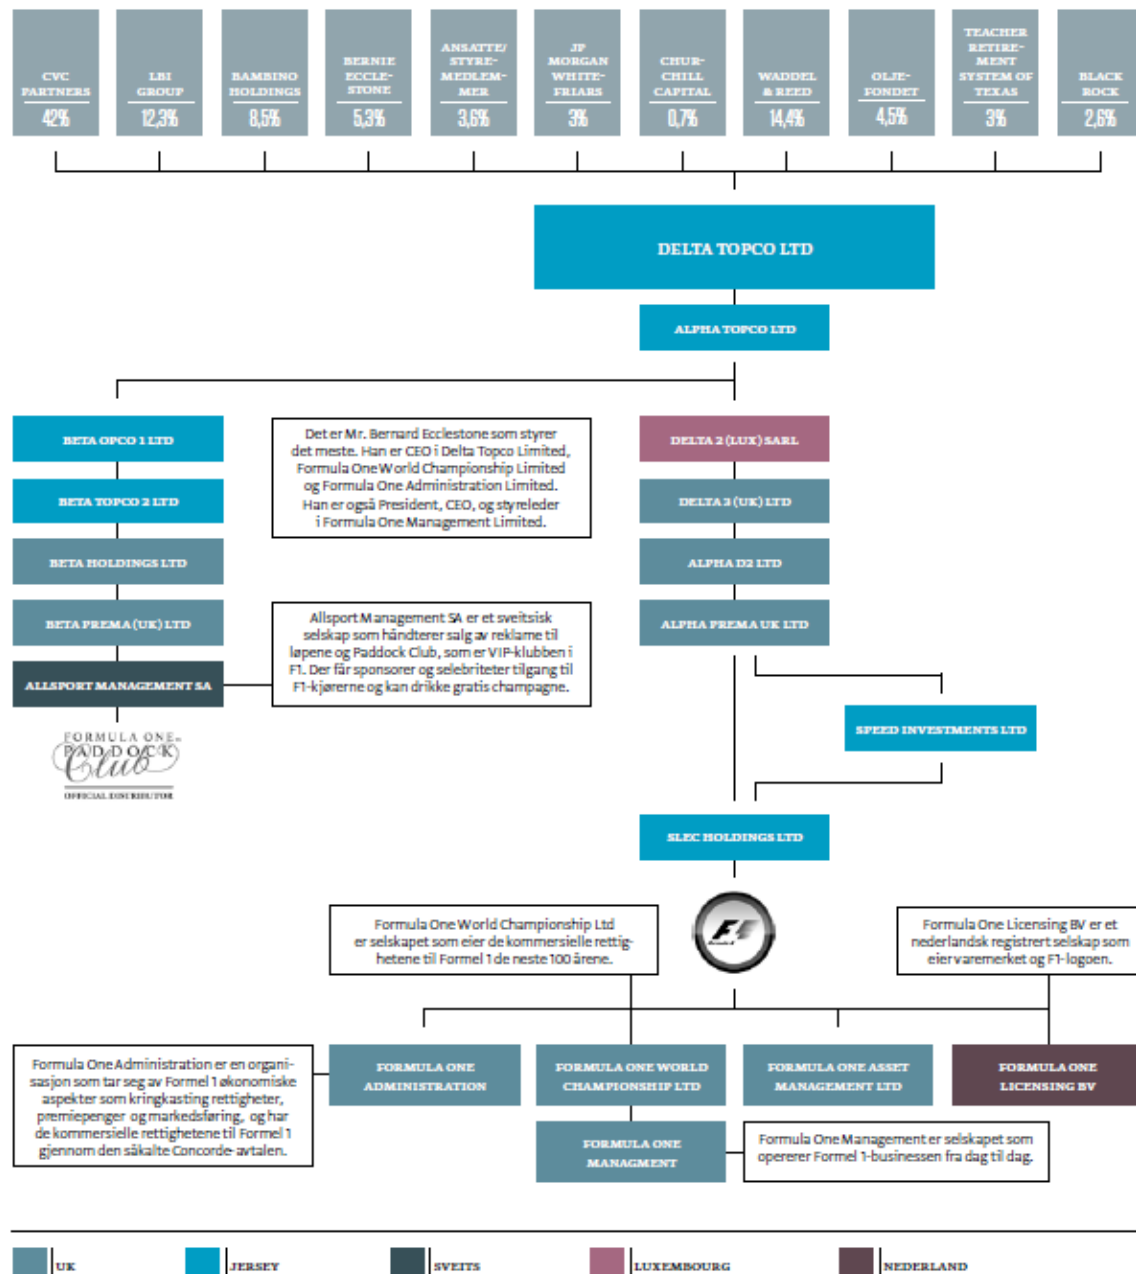 CVC
PARTNERS
42%
LBI
GROUP
12,3%
BAMBINO
HOLDINGS
8,5%
BERNIE
ECCLE-
STONE
5,3%
ANSATTE/
STYRE-
MEDLEM-
MER
3,6%
JP
MORGAN
WHITE-
FRIARS
3%
CHUR-
CHILL
CAPITAL
0,7%
WADDEL
& REED
14,4%
OLJE-
FONDET
4,5%
TEACHER
RETIRE-
MENT
SYSTEM OF
TEXAS
3%
BLACK
ROCK
2,6%
DELTA TOPCO LTD
ALPHA TOPCO LTD
BETA OPCO 1 LTD
BETA TOPCO 2 LTD
BETA HOLDINGS LTD
BETA PREMA (UK) LTD
ALLSPORT MANAGEMENT SA
FORMULA ONE
PADDOCK
Club
OFFICIAL DISTRIBUTOR
Det er Mr. Bernard Ecclestone som styrer
det meste. Han er CEO i Delta Topco Limited,
Formula One World Championship Limited
og Formula One Administration Limited.
Han er også President, CEO, og styreleder
i Formula One Management Limited.
Allsport Management SA er et sveitsisk
selskap som håndterer salg av reklame til
løpene og Paddock Club, som er VIP-klubben i
F1. Der får sponsorer og selebriteter tilgang til
F1-kjørerne og kan drikke gratis champagne.
DELTA 2 (LUX) SARL
DELTA 3 (UK) LTD
ALPHA D2 LTD
ALPHA PREMA UK LTD
SPEED INVESTMENTS LTD
SLEC HOLDINGS LTD
F1
Formula One World Championship Ltd
er selskapet som eier de kommersielle rettig-
hetene til Formel 1 de neste 100 årene.
Formula One Licensing BV er et
nederlandsk registrert selskap som
eier varemerket og F1-logoen.
Formula One Administration er en organi-
sasjon som tar seg av Formel 1 økonomiske
aspekter som kringkasting rettigheter,
premiepenger og markedsføring, og har
de kommersielle rettighetene til Formel 1
gjennom den såkalte Concorde-avtalen.
FORMULA ONE
ADMINISTRATION
FORMULA ONE WORLD
CHAMPIONSHIP LTD
FORMULA ONE ASSET
MANAGEMENT LTD
FORMULA ONE
LICENSING BV
FORMULA ONE
MANAGMENT
Formula One Management er selskapet som
opererer Formel 1-businessen fra dag til dag.
UK
JERSEY
SVEITS
LUXEMBOURG
NEDERLAND